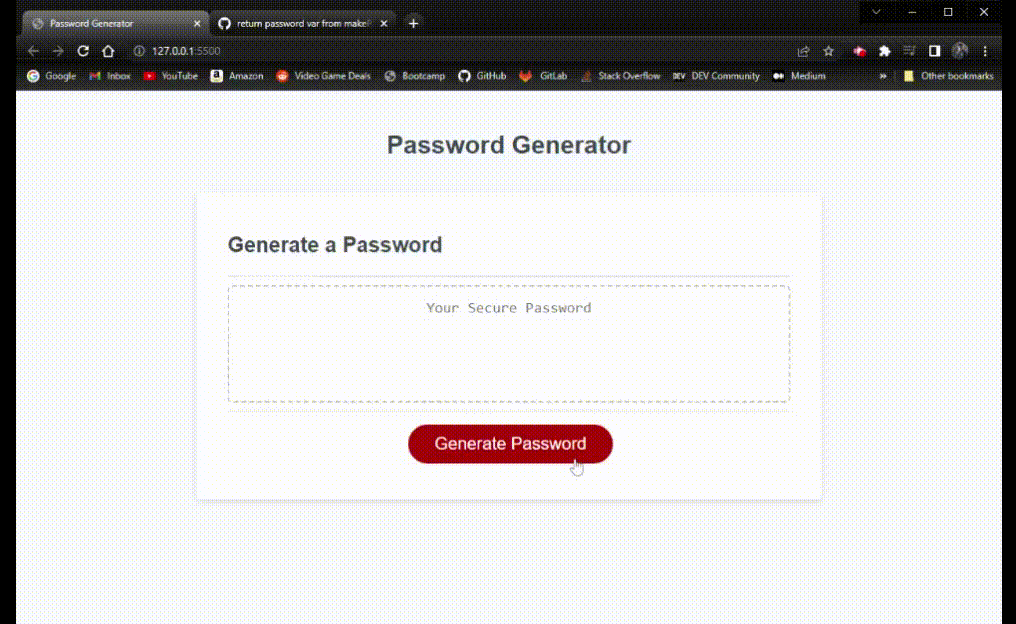 Password Generator
return password var from makeP
127.0.0.1:5500
Google Inbox YouTube Amazon Video Game Deals Bootcamp GitHub GitLab Stack Overflow DEV DEV Community Medium » Other bookmarks
Password Generator
Generate a Password
Your Secure Password
Generate Password